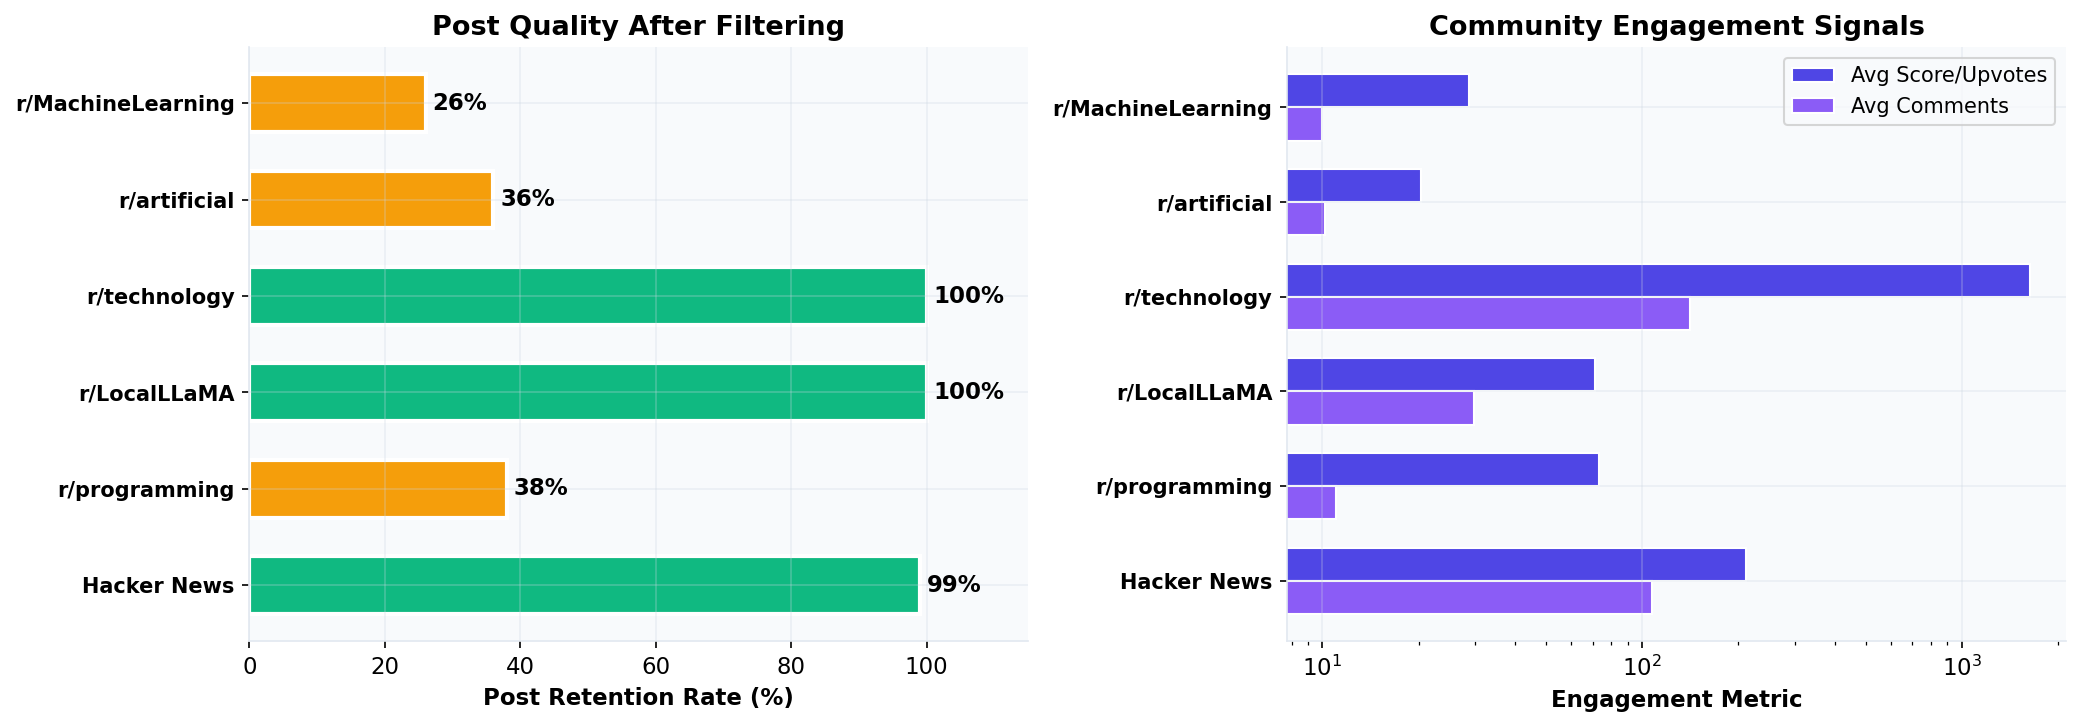 Post Quality After Filtering
r/MachineLearning
26%
r/artificial
36%
r/technology
100%
r/LocalLLaMA
100%
r/programming
38%
Hacker News
99%
0 20 40 60 80 100
Post Retention Rate (%)
Community Engagement Signals
Avg Score/Upvotes
Avg Comments
r/MachineLearning
r/artificial
r/technology
r/LocalLLaMA
r/programming
Hacker News
10¹ 10² 10³
Engagement Metric